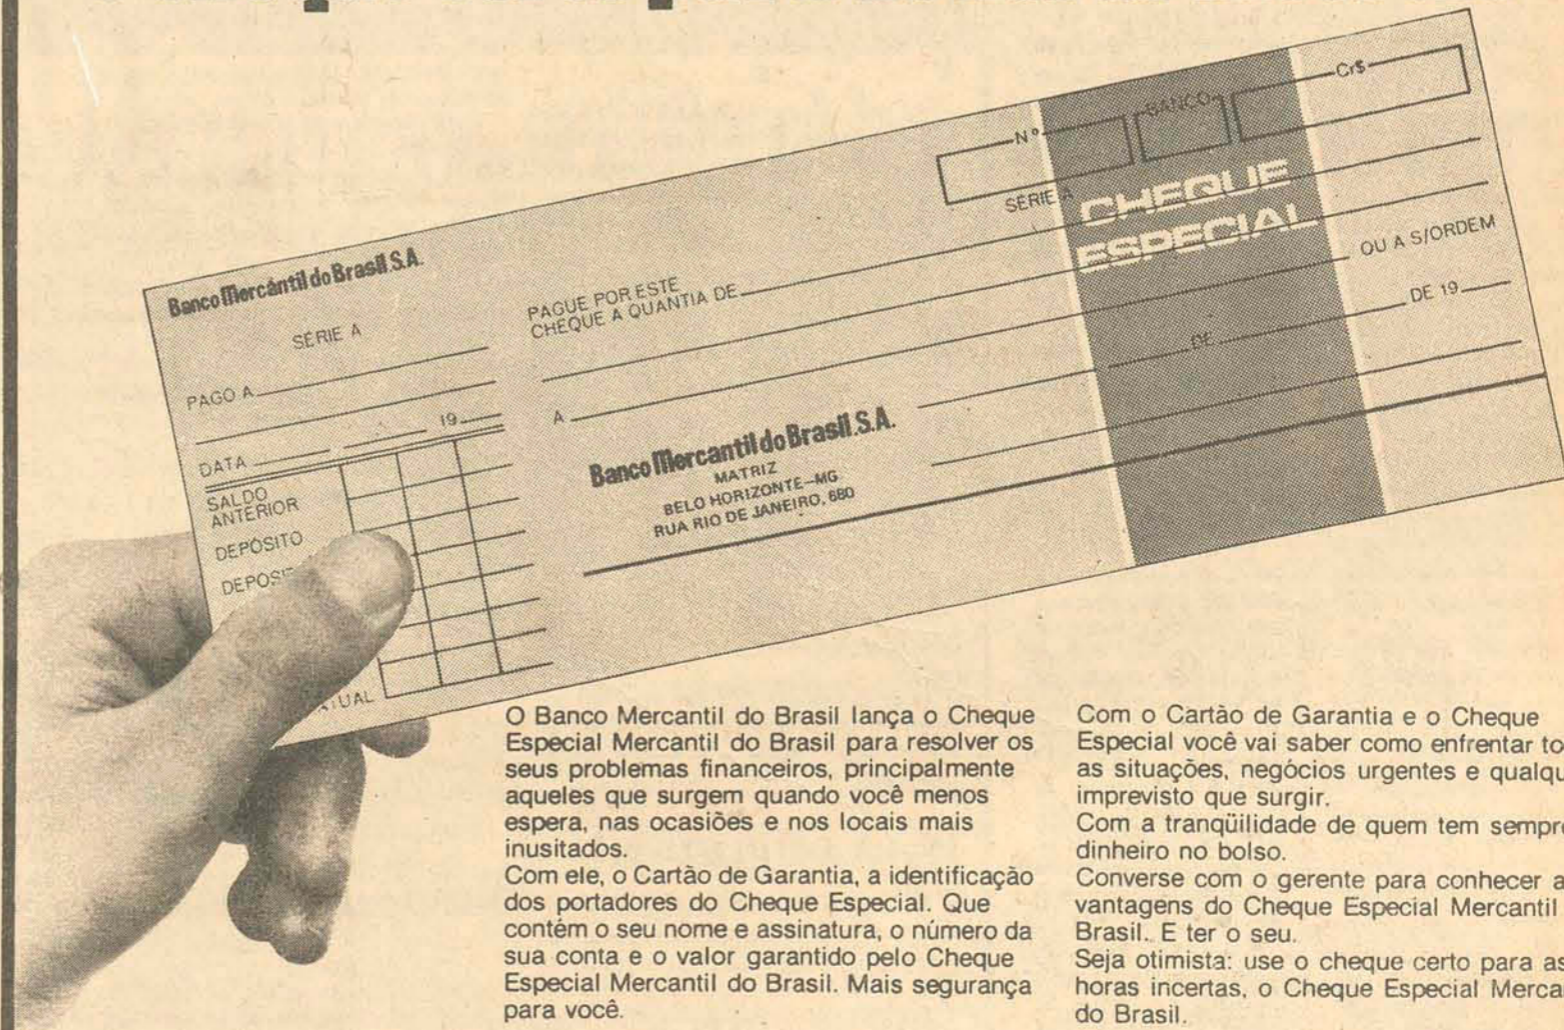 Banco Mercantil do Brasil S.A.
SÉRIE A
PAGO A
19
DATA
SALDO
ANTERIOR
DEPÓSITO
Nº
BANCO
Cr$
SÉRIE A
CHEQUE
ESPECIAL
PAGUE POR ESTE
CHEQUE A QUANTIA DE
OU A S/ORDEM
A
DE
DE 19
Banco Mercantil do Brasil S.A.
MATRIZ
BELO HORIZONTE—MG
RUA RIO DE JANEIRO, 680
O Banco Mercantil do Brasil lança o Cheque
Especial Mercantil do Brasil para resolver os
seus problemas financeiros, principalmente
aqueles que surgem quando você menos
espera, nas ocasiões e nos locais mais
inusitados.
Com ele, o Cartão de Garantia, a identificação
dos portadores do Cheque Especial. Que
contém o seu nome e assinatura, o número da
sua conta e o valor garantido pelo Cheque
Especial Mercantil do Brasil. Mais segurança
para você.
Com o Cartão de Garantia e o Cheque
Especial você vai saber como enfrentar
as situações, negócios urgentes e
imprevisto que surgir.
Com a tranqüilidade de quem tem
dinheiro no bolso.
Converse com o gerente para conhecer
vantagens do Cheque Especial Mercantil
Brasil. E ter o seu.
Seja otimista: use o cheque certo para as
horas incertas, o Cheque Especial
do Brasil.